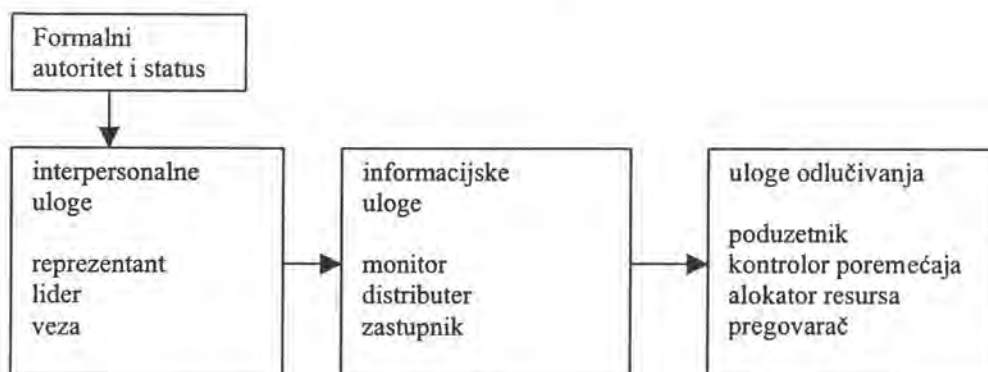 Formalni
autoritet i status
interpersonalne
uloge
reprezentant
lider
veza
informacijske
uloge
monitor
distributer
zastupnik
uloge odlučivanja
poduzetnik
kontrolor poremećaja
alokator resursa
pregovarač